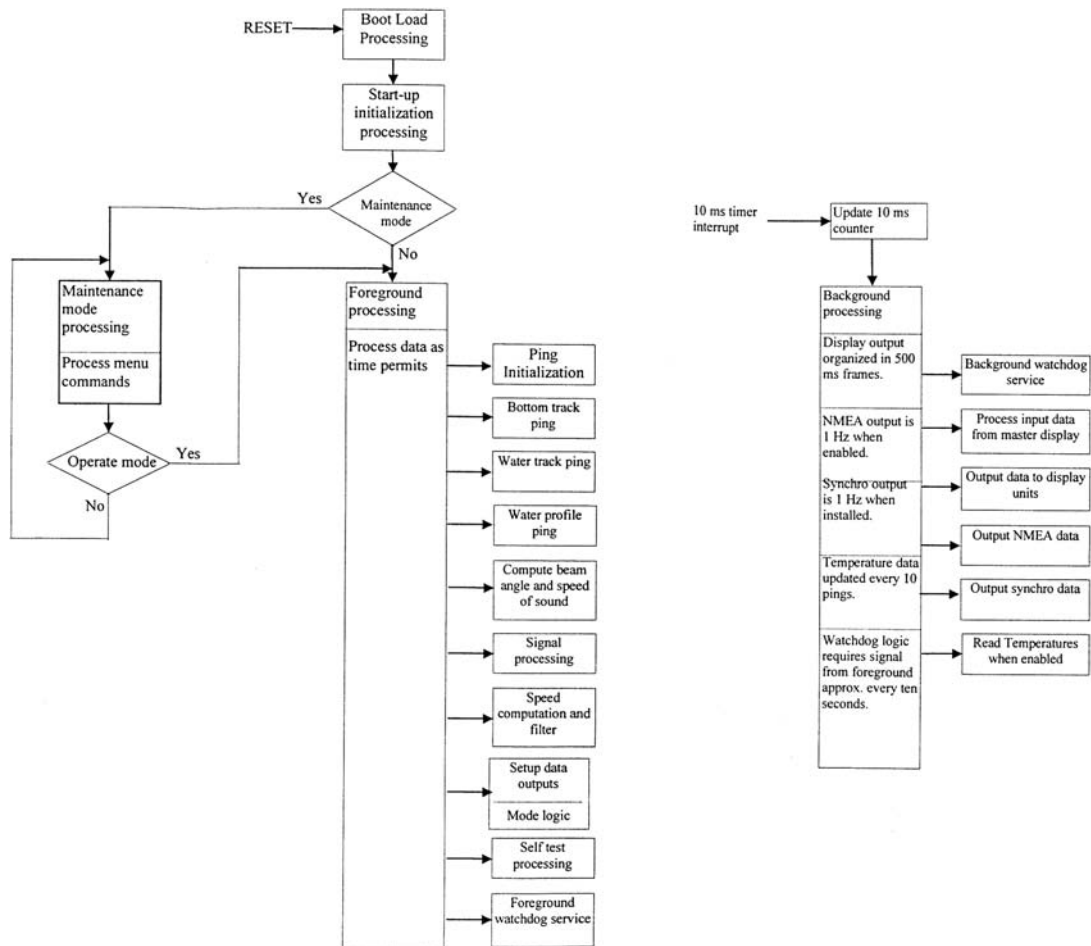 RESET
Boot Load
Processing
Start-up
initialization
processing
Yes
Maintenance
mode
No
Maintenance
mode
processing
Process menu
commands
Operate mode
Yes
No
Foreground
processing
Process data as
time permits
Ping
Initialization
Bottom track
ping
Water track ping
Water profile
ping
Compute beam
angle and speed
of sound
Signal
processing
Speed
computation and
filter
Setup data
outputs
Mode logic
Self test
processing
Foreground
watchdog service
10 ms timer
interrupt
Update 10 ms
counter
Background
processing
Display output
organized in 500
ms frames.
NMEA output is
1 Hz when
enabled.
Synchro output
is 1 Hz when
installed.
Temperature data
updated every 10
pings.
Watchdog logic
requires signal
from foreground
approx. every ten
seconds.
Background watchdog
service
Process input data
from master display
Output data to display
units
Output NMEA data
Output synchro data
Read Temperatures
when enabled